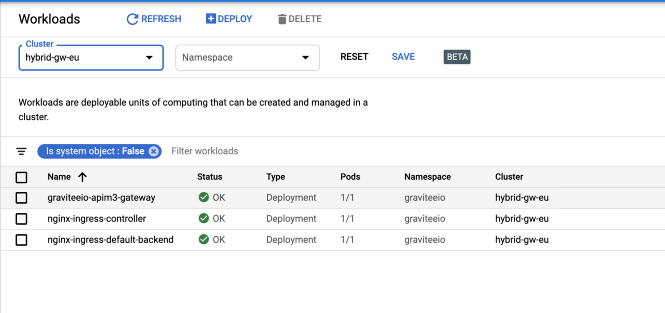 Workloads REFRESH DEPLOY DELETE
Cluster
hybrid-gw-eu Namespace RESET SAVE BETA
Workloads are deployable units of computing that can be created and managed in a
cluster.
Is system object : False Filter workloads
Name Status Type Pods Namespace Cluster
graviteeio-apim3-gateway OK Deployment 1/1 graviteeio hybrid-gw-eu
nginx-ingress-controller OK Deployment 1/1 graviteeio hybrid-gw-eu
nginx-ingress-default-backend OK Deployment 1/1 graviteeio hybrid-gw-eu